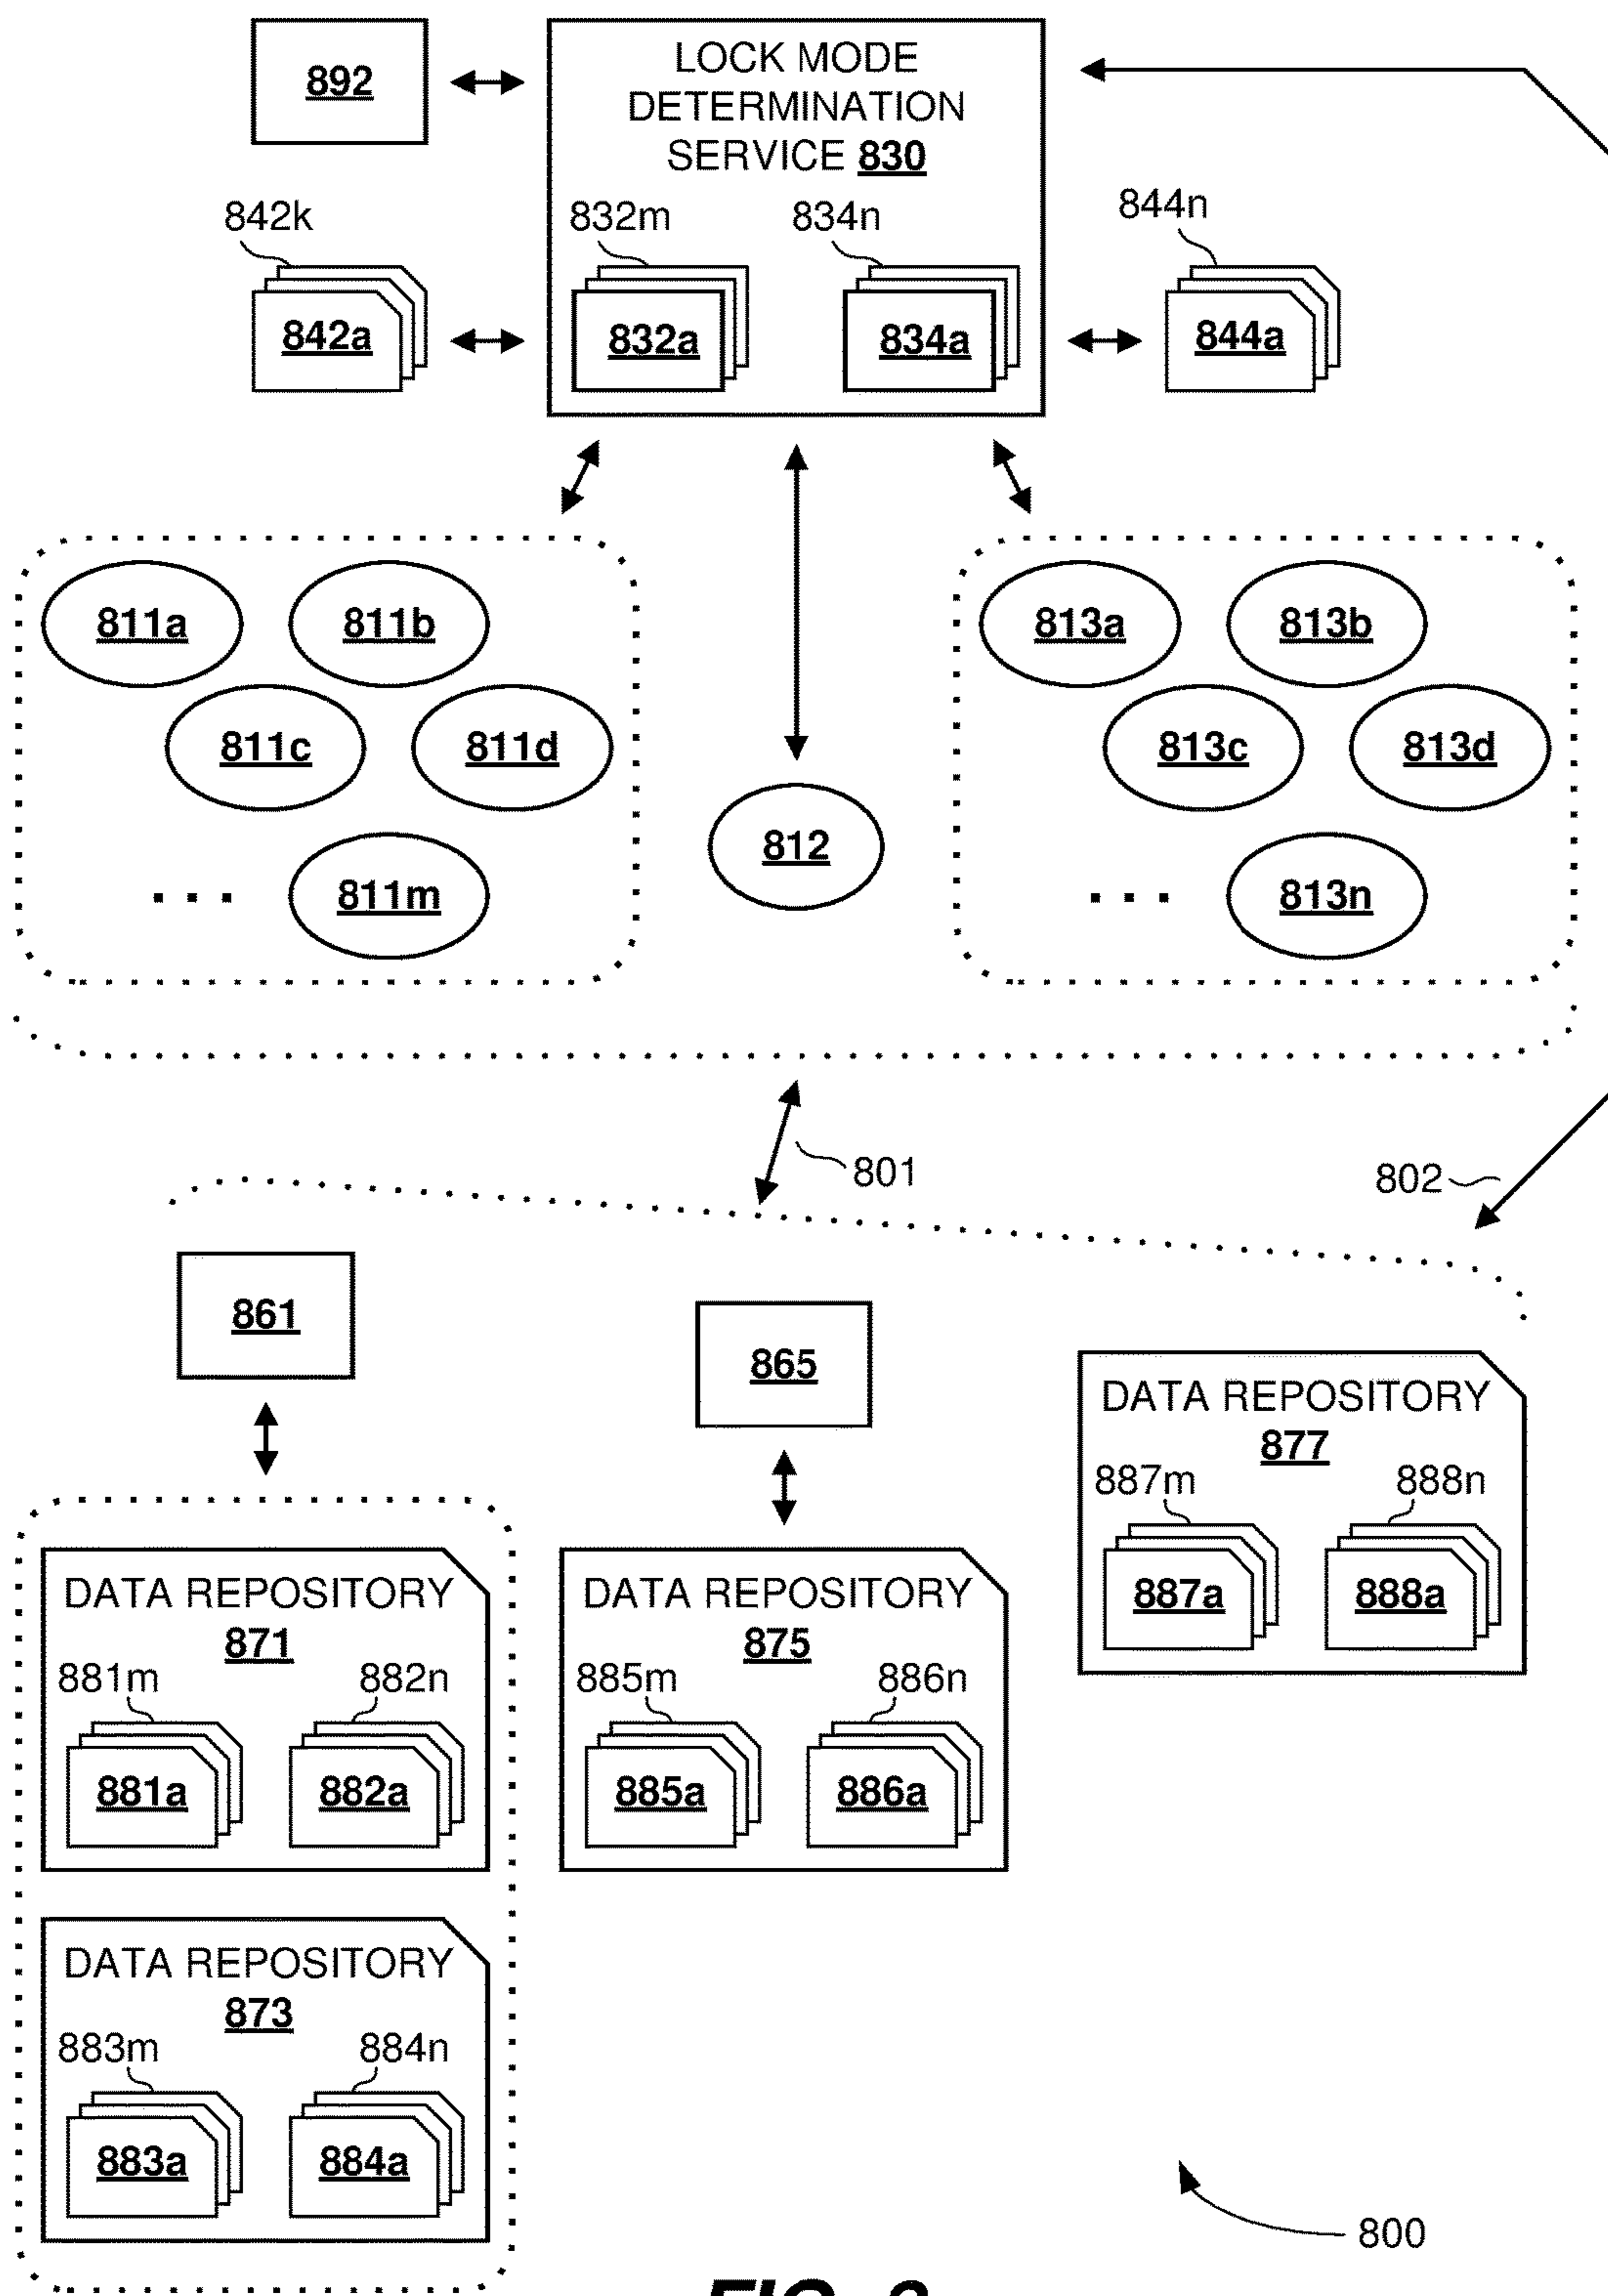 892
LOCK MODE
DETERMINATION
SERVICE 830
842k
832m
834n
844n
842a
832a
834a
844a
811a
811b
813a
813b
811c
811d
813c
813d
812
... 811m
... 813n
801
802
861
865
DATA REPOSITORY
877
887m
888n
887a
888a
DATA REPOSITORY
871
881m
882n
881a
882a
DATA REPOSITORY
875
885m
886n
885a
886a
DATA REPOSITORY
873
883m
884n
883a
884a
800